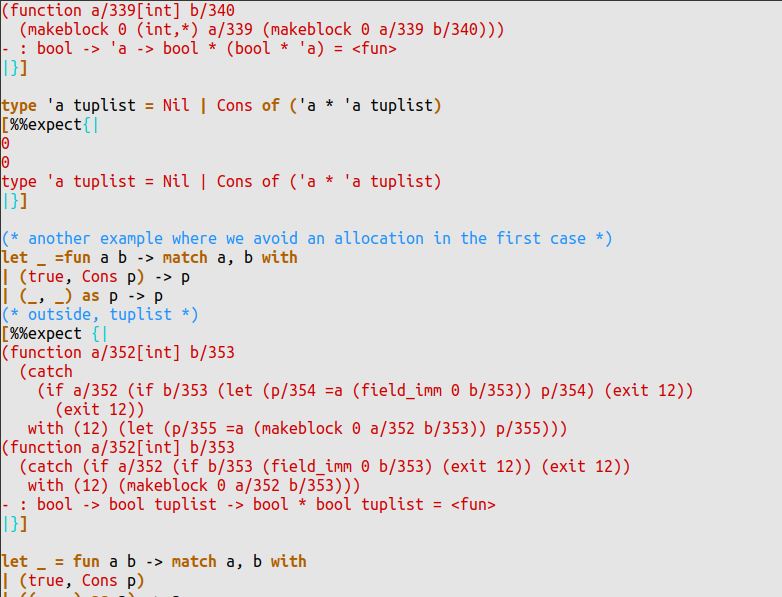 (function a/339[int] b/340
  (makeblock 0 (int,*) a/339 (makeblock 0 a/339 b/340)))
- : bool -> 'a -> bool * (bool * 'a) = <fun>
|}]

type 'a tuplist = Nil | Cons of ('a * 'a tuplist)
[%%expect{|
0
0
type 'a tuplist = Nil | Cons of ('a * 'a tuplist)
|}]

(* another example where we avoid an allocation in the first case *)
let _ =fun a b -> match a, b with
| (true, Cons p) -> p
| (_, _) as p -> p
(* outside, tuplist *)
[%%expect {|
(function a/352[int] b/353
  (catch
    (if a/352 (if b/353 (let (p/354 =a (field_imm 0 b/353)) p/354) (exit 12))
      (exit 12))
   with (12) (let (p/355 =a (makeblock 0 a/352 b/353)) p/355)))
(function a/352[int] b/353
  (catch (if a/352 (if b/353 (field_imm 0 b/353) (exit 12)) (exit 12))
   with (12) (makeblock 0 a/352 b/353)))
- : bool -> bool tuplist -> bool * bool tuplist = <fun>
|}]

let _ = fun a b -> match a, b with
| (true, Cons p)